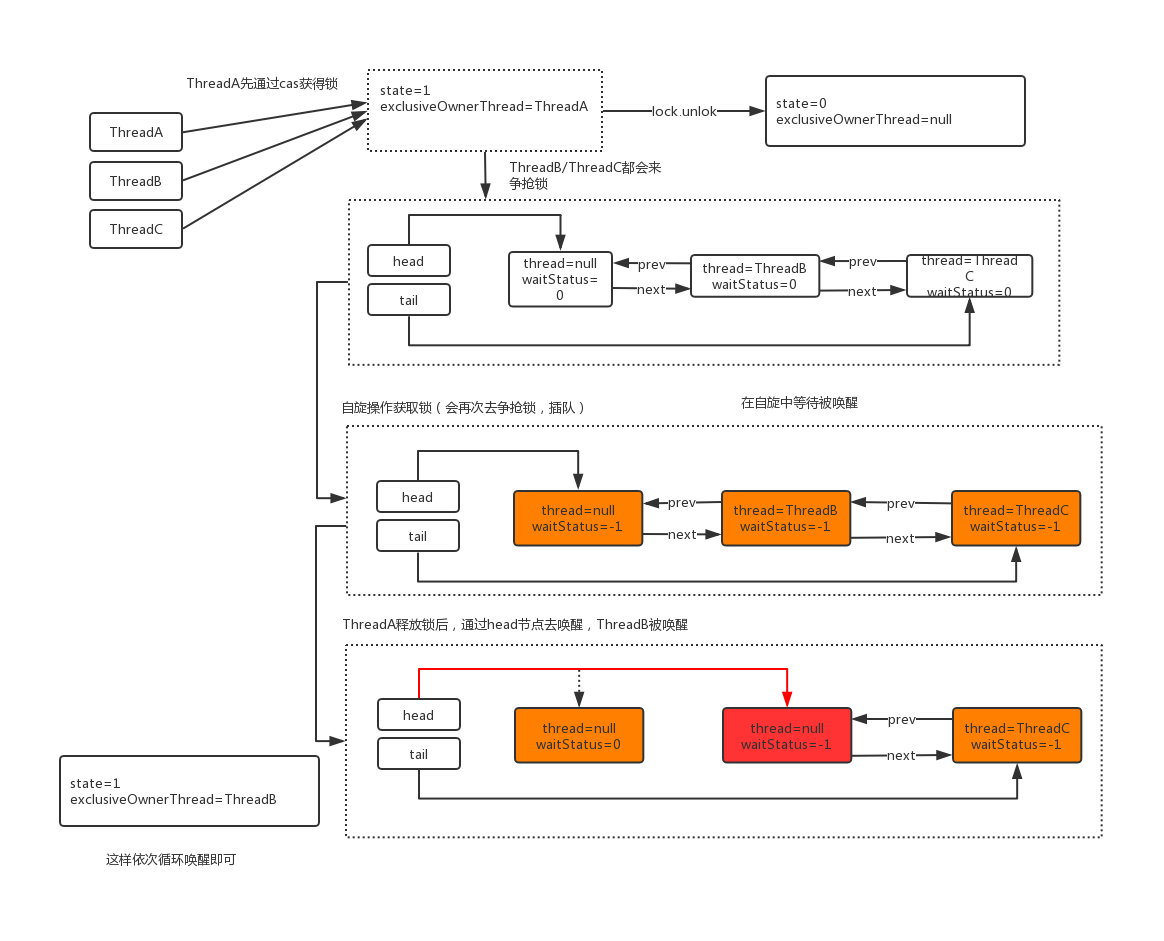 ThreadA先通过cas获得锁
state=1
exclusiveOwnerThread=ThreadA
lock.unlok
state=0
exclusiveOwnerThread=null
ThreadA
ThreadB
ThreadC
ThreadB/ThreadC都会来
争抢锁
head
tail
thread=null
waitStatus=
0
prev
next
thread=ThreadB
waitStatus=0
prev
next
thread=Thread
C
waitStatus=0
自旋操作获取锁（会再次去争抢锁，插队）
在自旋中等待被唤醒
head
tail
thread=null
waitStatus=-1
prev
next
thread=ThreadB
waitStatus=-1
prev
next
thread=ThreadC
waitStatus=-1
ThreadA释放锁后，通过head节点去唤醒，ThreadB被唤醒
head
tail
thread=null
waitStatus=0
thread=null
waitStatus=-1
prev
next
thread=ThreadC
waitStatus=-1
state=1
exclusiveOwnerThread=ThreadB
这样依次循环唤醒即可